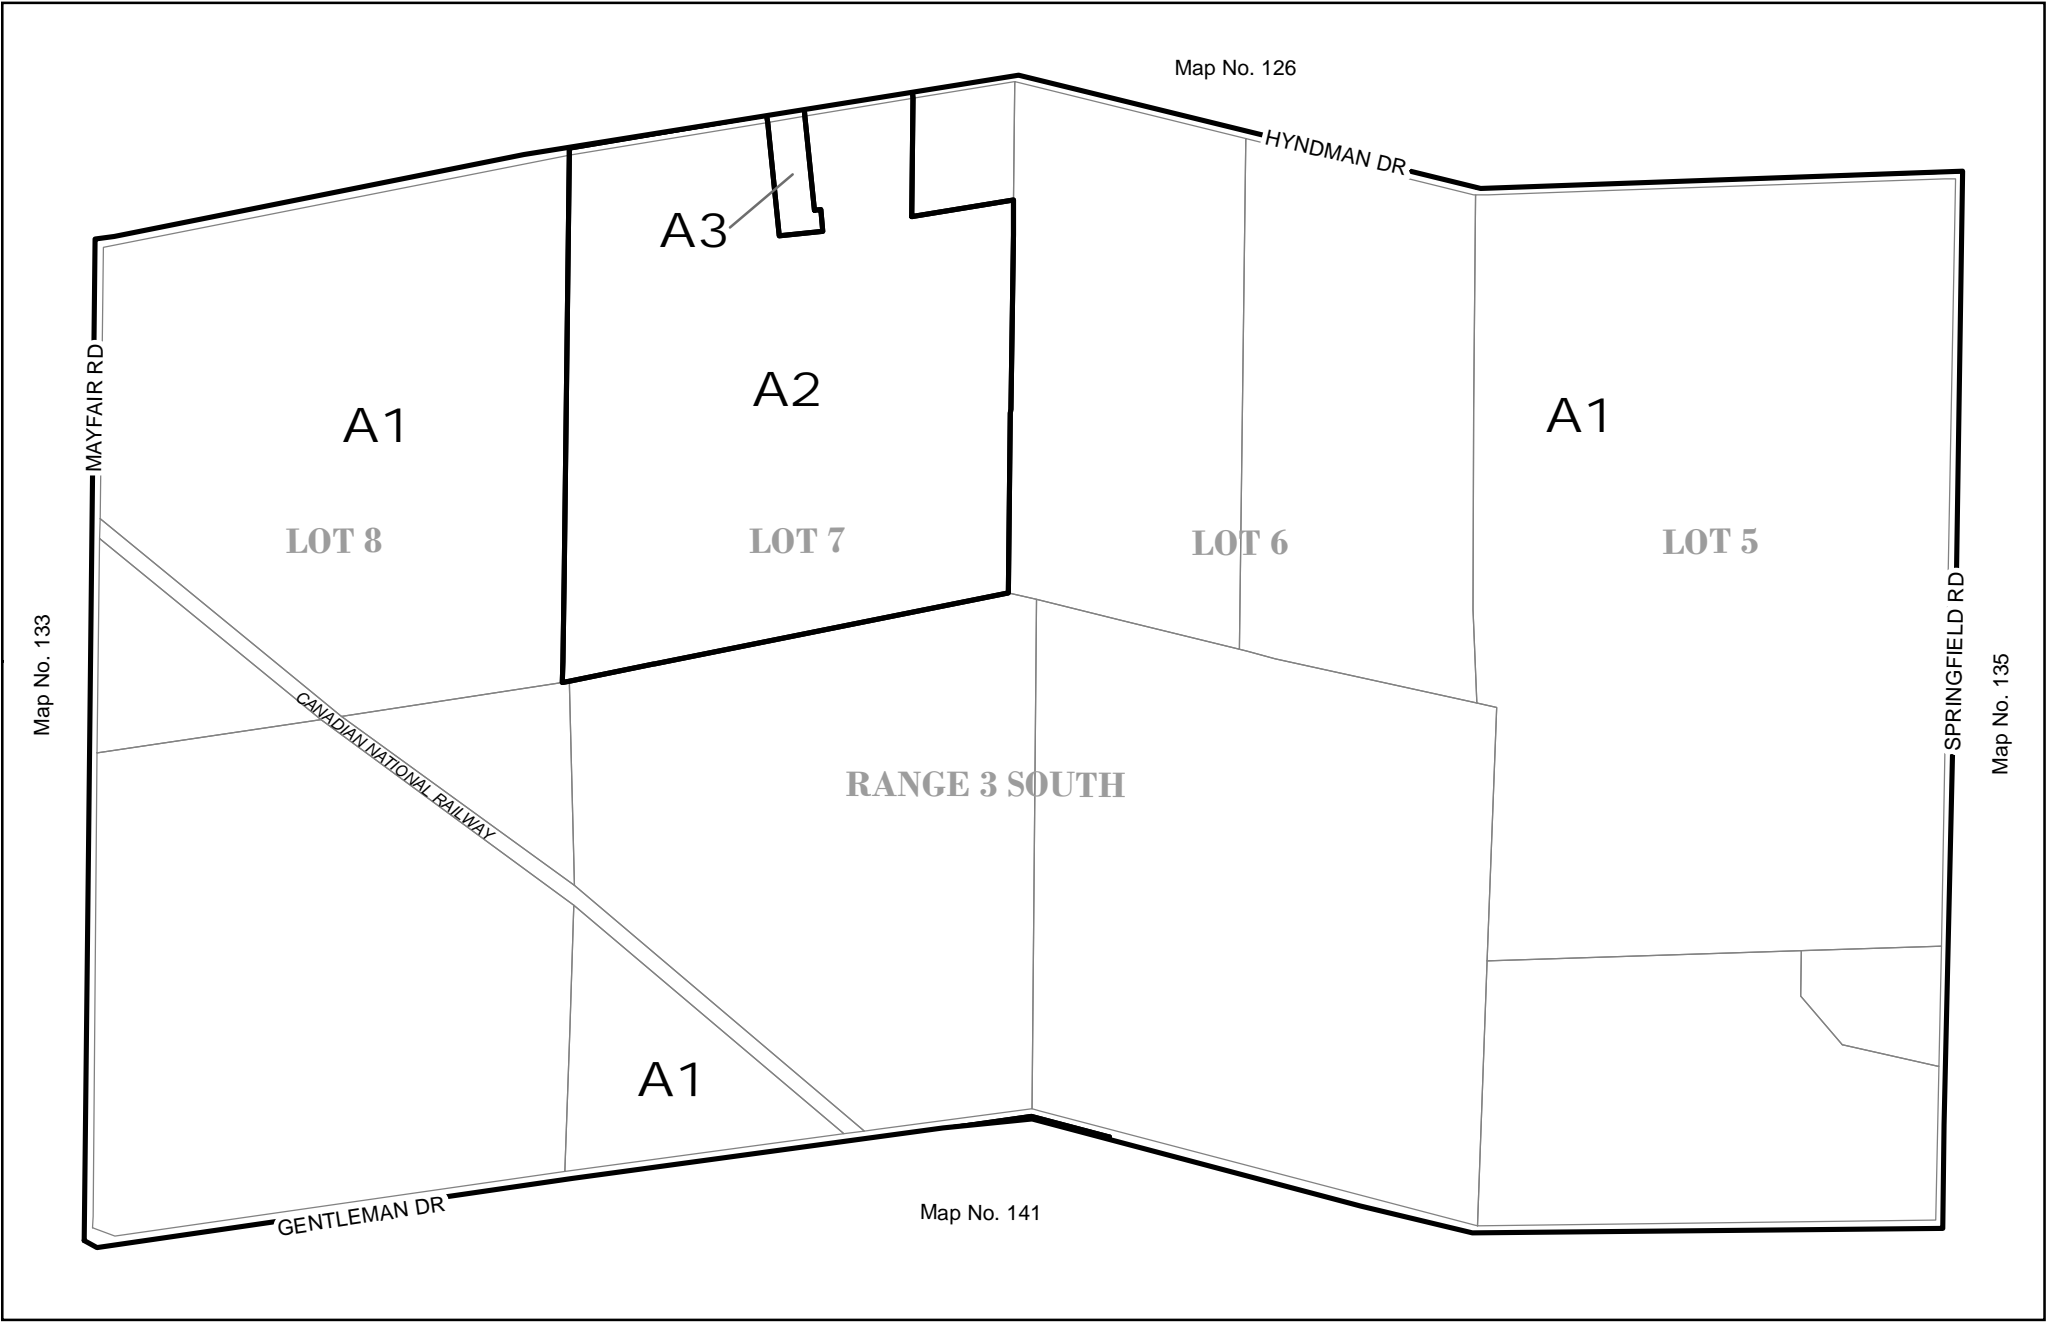 Map No. 126
HYNDMAN DR
A3
A2
A1
A1
MAYFAIR RD
LOT 8
LOT 7
LOT 6
LOT 5
SPRINGFIELD RD
Map No. 133
Map No. 135
CANADIAN NATIONAL RAILWAY
RANGE 3 SOUTH
A1
GENTLEMAN DR
Map No. 141